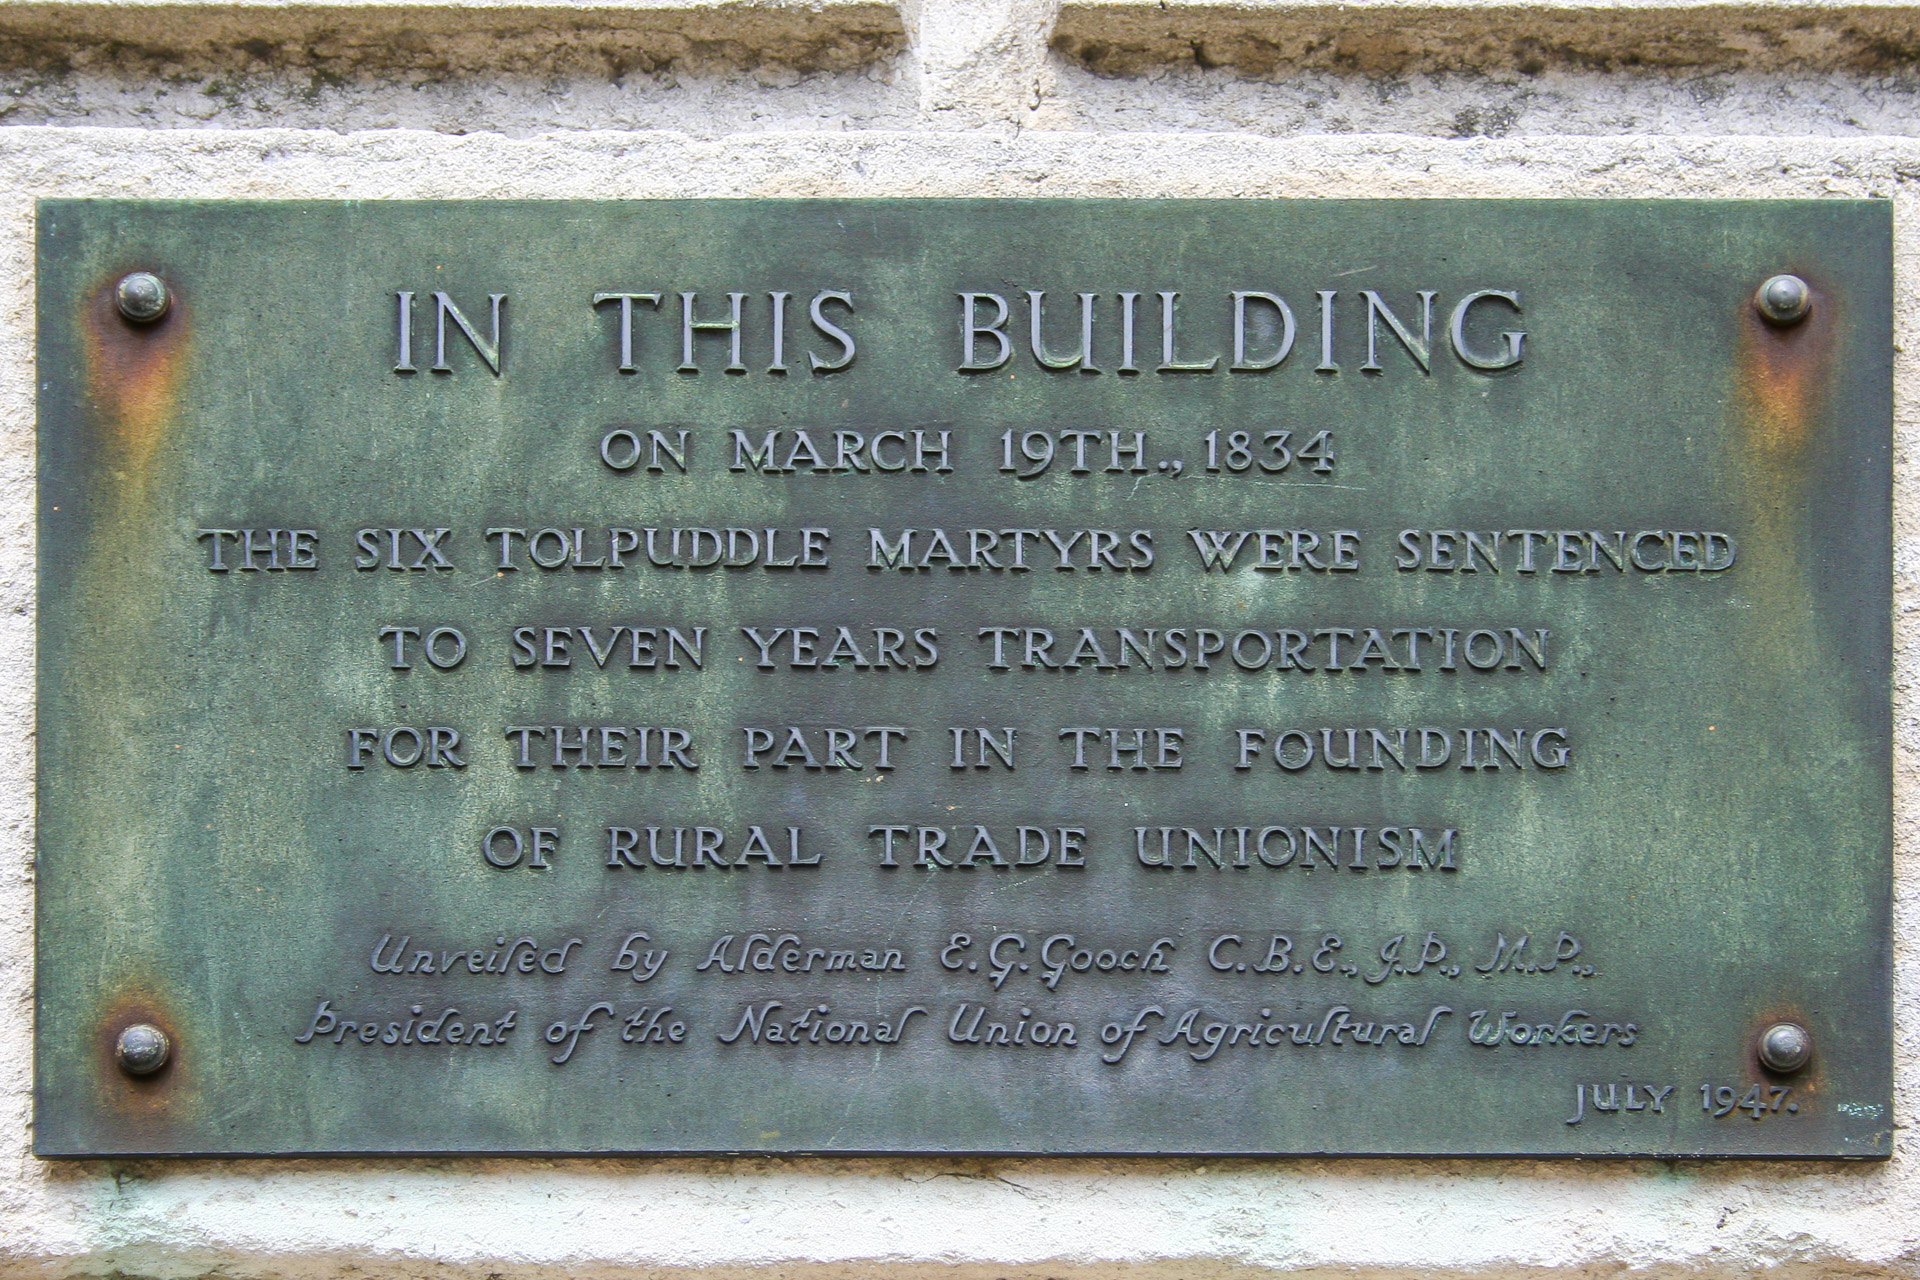 IN THIS BUILDING
ON MARCH 19TH., 1834
THE SIX TOLPUDDLE MARTYRS WERE SENTENCED
TO SEVEN YEARS TRANSPORTATION
FOR THEIR PART IN THE FOUNDING
OF RURAL TRADE UNIONISM
Unveiled by Alderman E.G. Gooch C.B.E., J.P., M.P.,
President of the National Union of Agricultural Workers
JULY 1947.